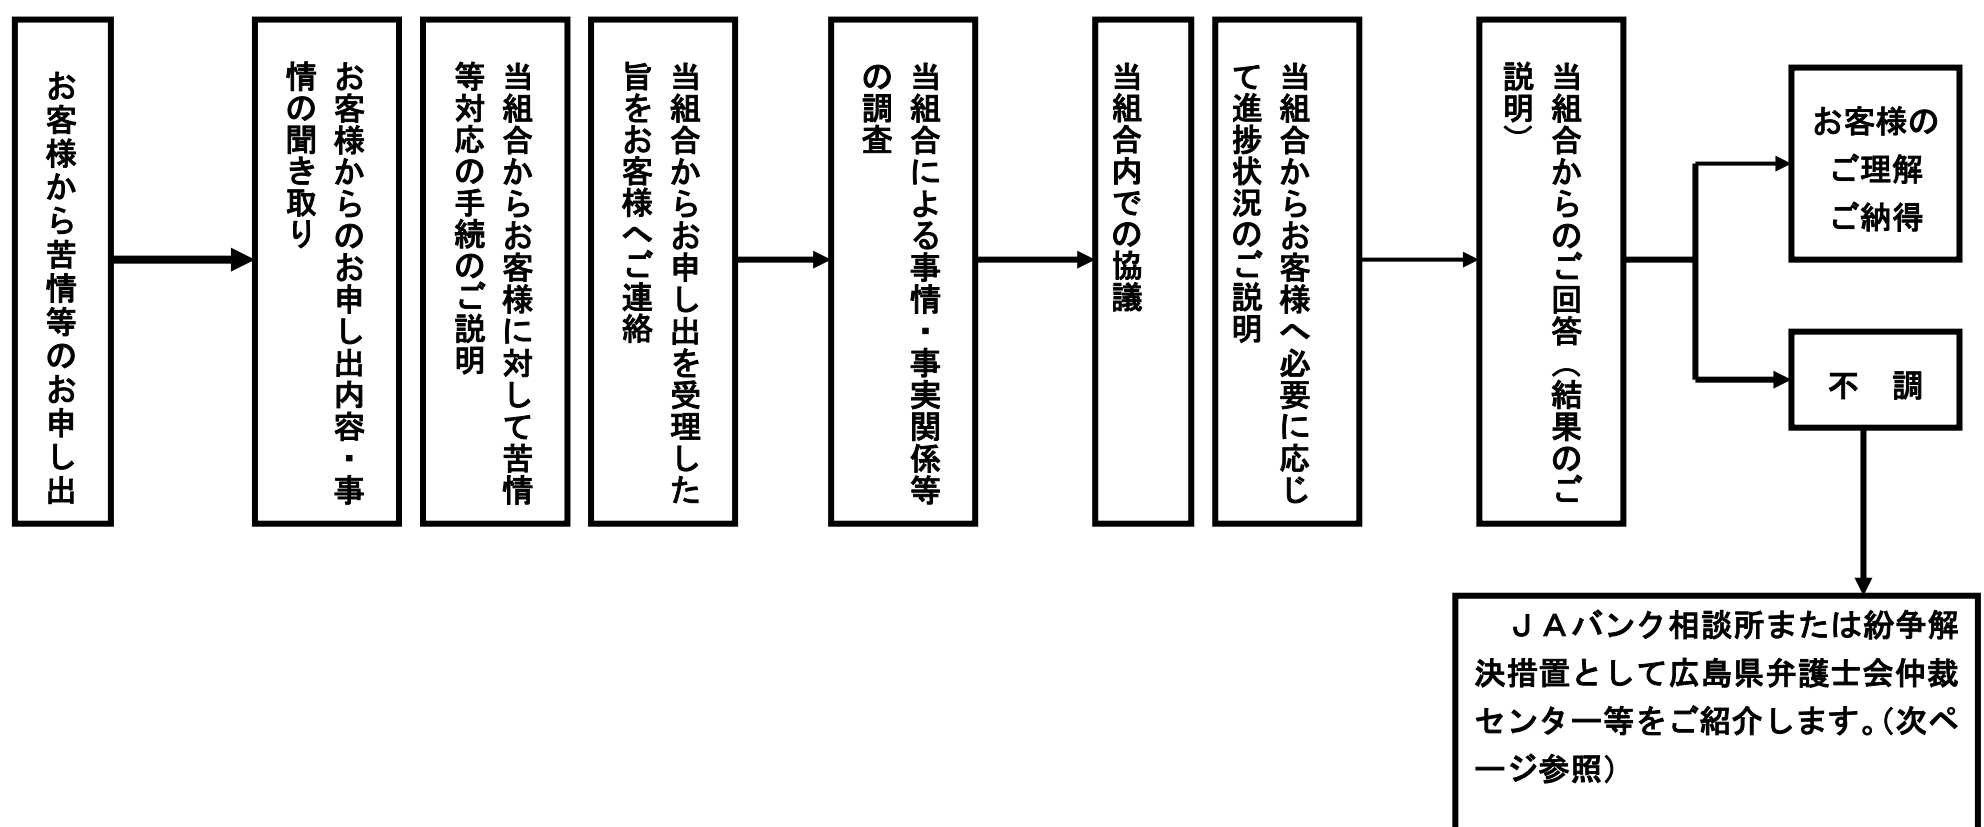 お客様から苦情等のお申し出
お客様からのお申し出内容・事
情の聞き取り
当組合からお客様に対して苦情
等対応の手続のご説明
当組合からお申し出を受理した
旨をお客様へご連絡
当組合による事情・事実関係等
の調査
当組合内での協議
当組合からお客様へ必要に応じ
て進捗状況のご説明
当組合からのご回答（結果のご
説明）
お客様の
ご理解
ご納得
不　調
ＪＡバンク相談所または紛争解
決措置として広島県弁護士会仲裁
センター等をご紹介します。（次ペ
ージ参照）